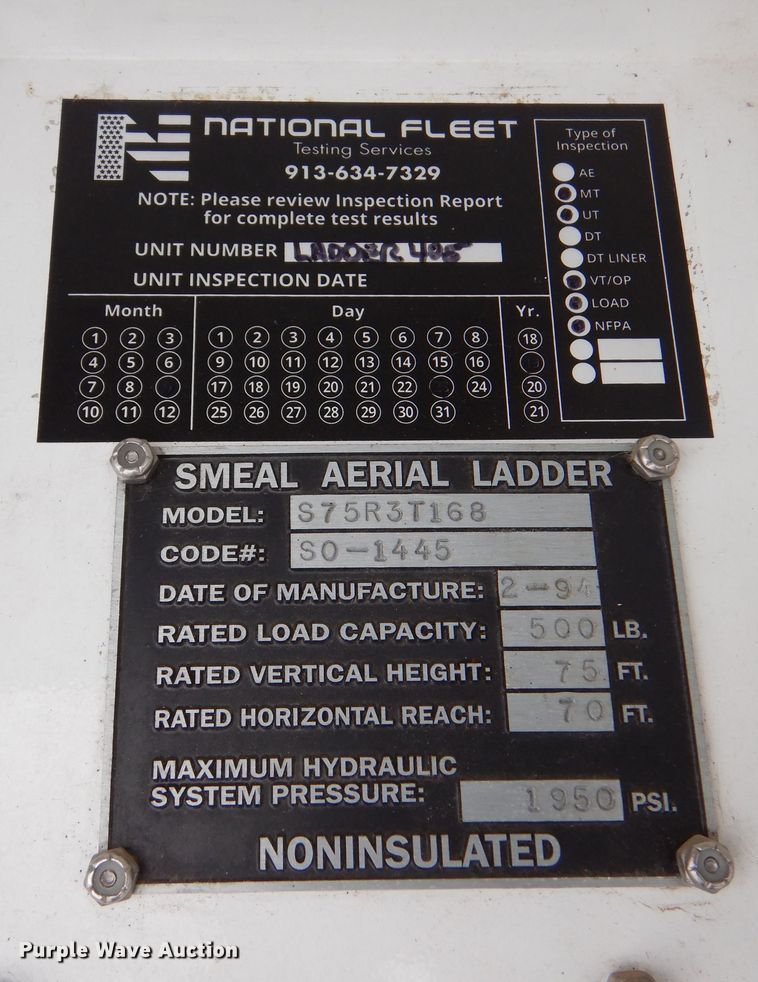 NATIONAL FLEET
Testing Services
913-634-7329
NOTE: Please review Inspection Report
for complete test results
UNIT NUMBER LADDER 485
UNIT INSPECTION DATE
Month
1 2 3
4 5 6
7 8
10 11 12
Day
1 2 3 4 5 6 7 8
9 10 11 12 13 14 15 16
17 18 19 20 21 22 24
25 26 27 28 29 30 31
Yr.
18
20
21
Type of
Inspection
AE
MT
UT
DT
DT LINER
VT/OP
LOAD
NFPA
SMEAL AERIAL LADDER
MODEL: S75R3T168
CODE#: SO-1445
DATE OF MANUFACTURE: 2-94
RATED LOAD CAPACITY: 500 LB.
RATED VERTICAL HEIGHT: 75 FT.
RATED HORIZONTAL REACH: 70 FT.
MAXIMUM HYDRAULIC
SYSTEM PRESSURE: 1950 PSI.
NONINSULATED
Purple Wave Auction